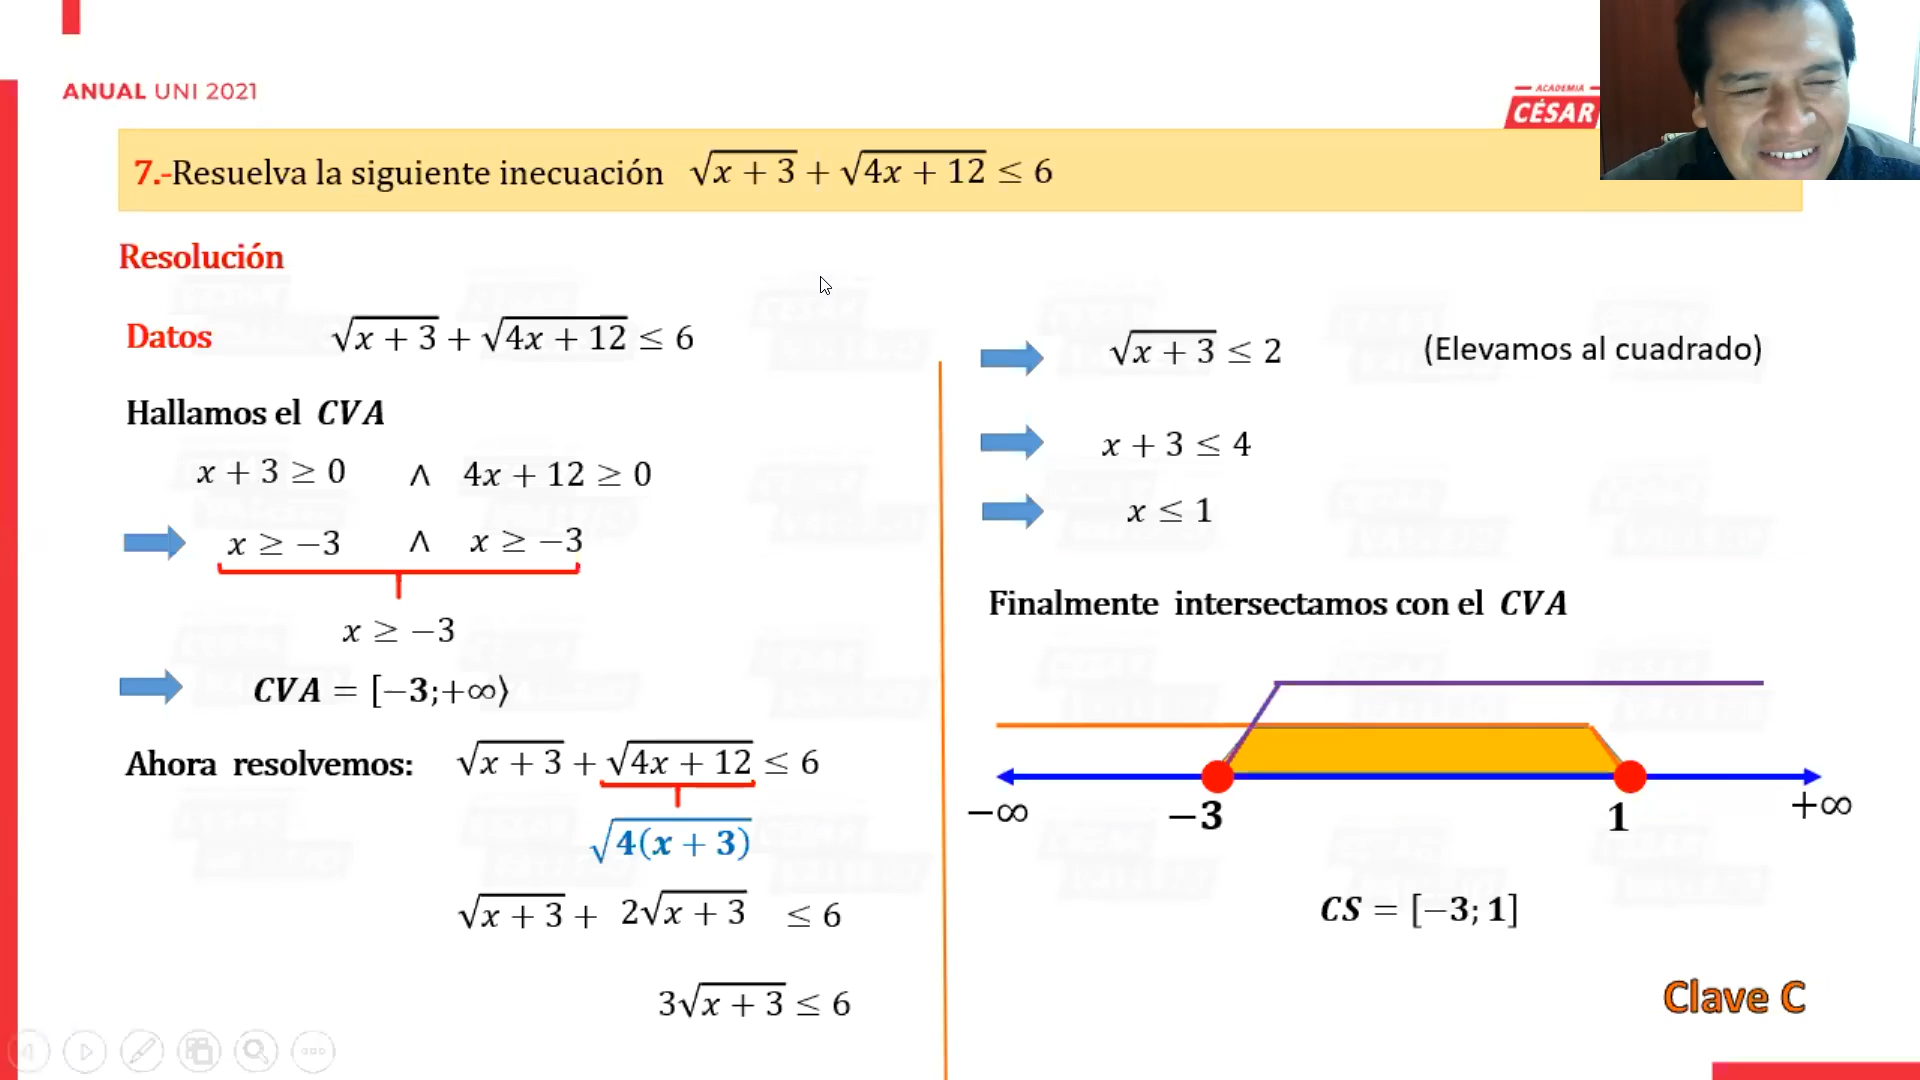 ANUAL UNI 2021
ACADEMIA
CÉSAR
7.-Resuelva la siguiente inecuación √(x + 3) + √(4x + 12) ≤ 6
Resolución
Datos √(x + 3) + √(4x + 12) ≤ 6
Hallamos el CVA
x + 3 ≥ 0 ∧ 4x + 12 ≥ 0
x ≥ −3 ∧ x ≥ −3
x ≥ −3
CVA = [−3;+∞⟩
Ahora resolvemos: √(x + 3) + √(4x + 12) ≤ 6
√(4(x + 3))
√(x + 3) + 2√(x + 3) ≤ 6
3√(x + 3) ≤ 6
√(x + 3) ≤ 2 (Elevamos al cuadrado)
x + 3 ≤ 4
x ≤ 1
Finalmente intersectamos con el CVA
−∞ −3 1 +∞
CS = [−3; 1]
Clave C